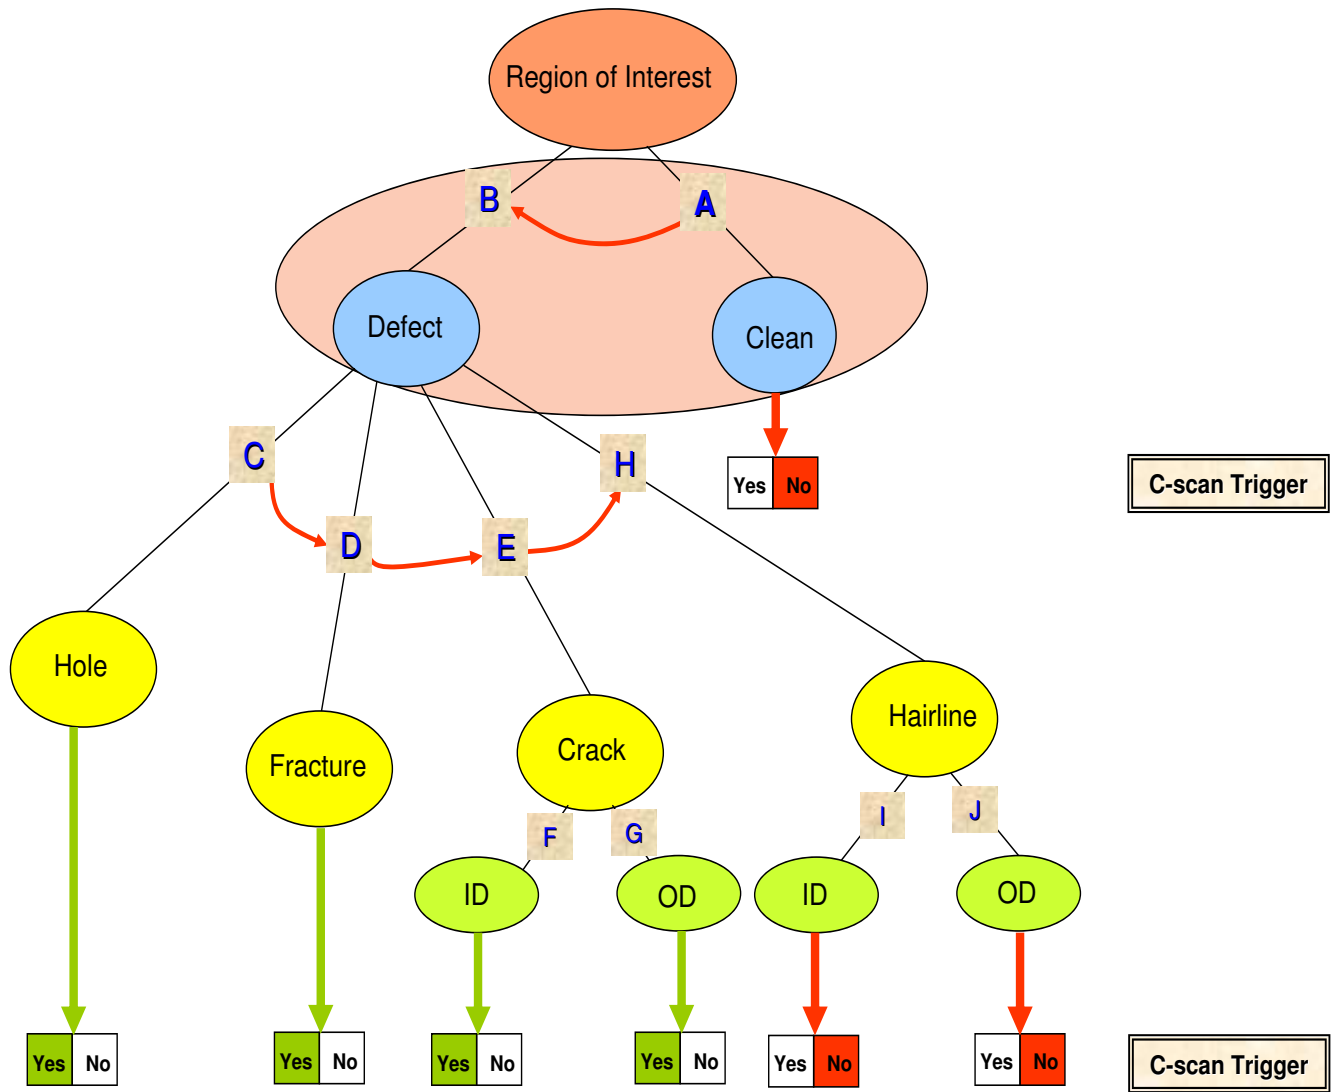 Region of Interest
B
A
Defect
Clean
C
H
Yes No
C-scan Trigger
D
E
Hole
Fracture
Crack
Hairline
F
G
I
J
ID
OD
ID
OD
Yes No
Yes No
Yes No
Yes No
Yes No
Yes No
C-scan Trigger